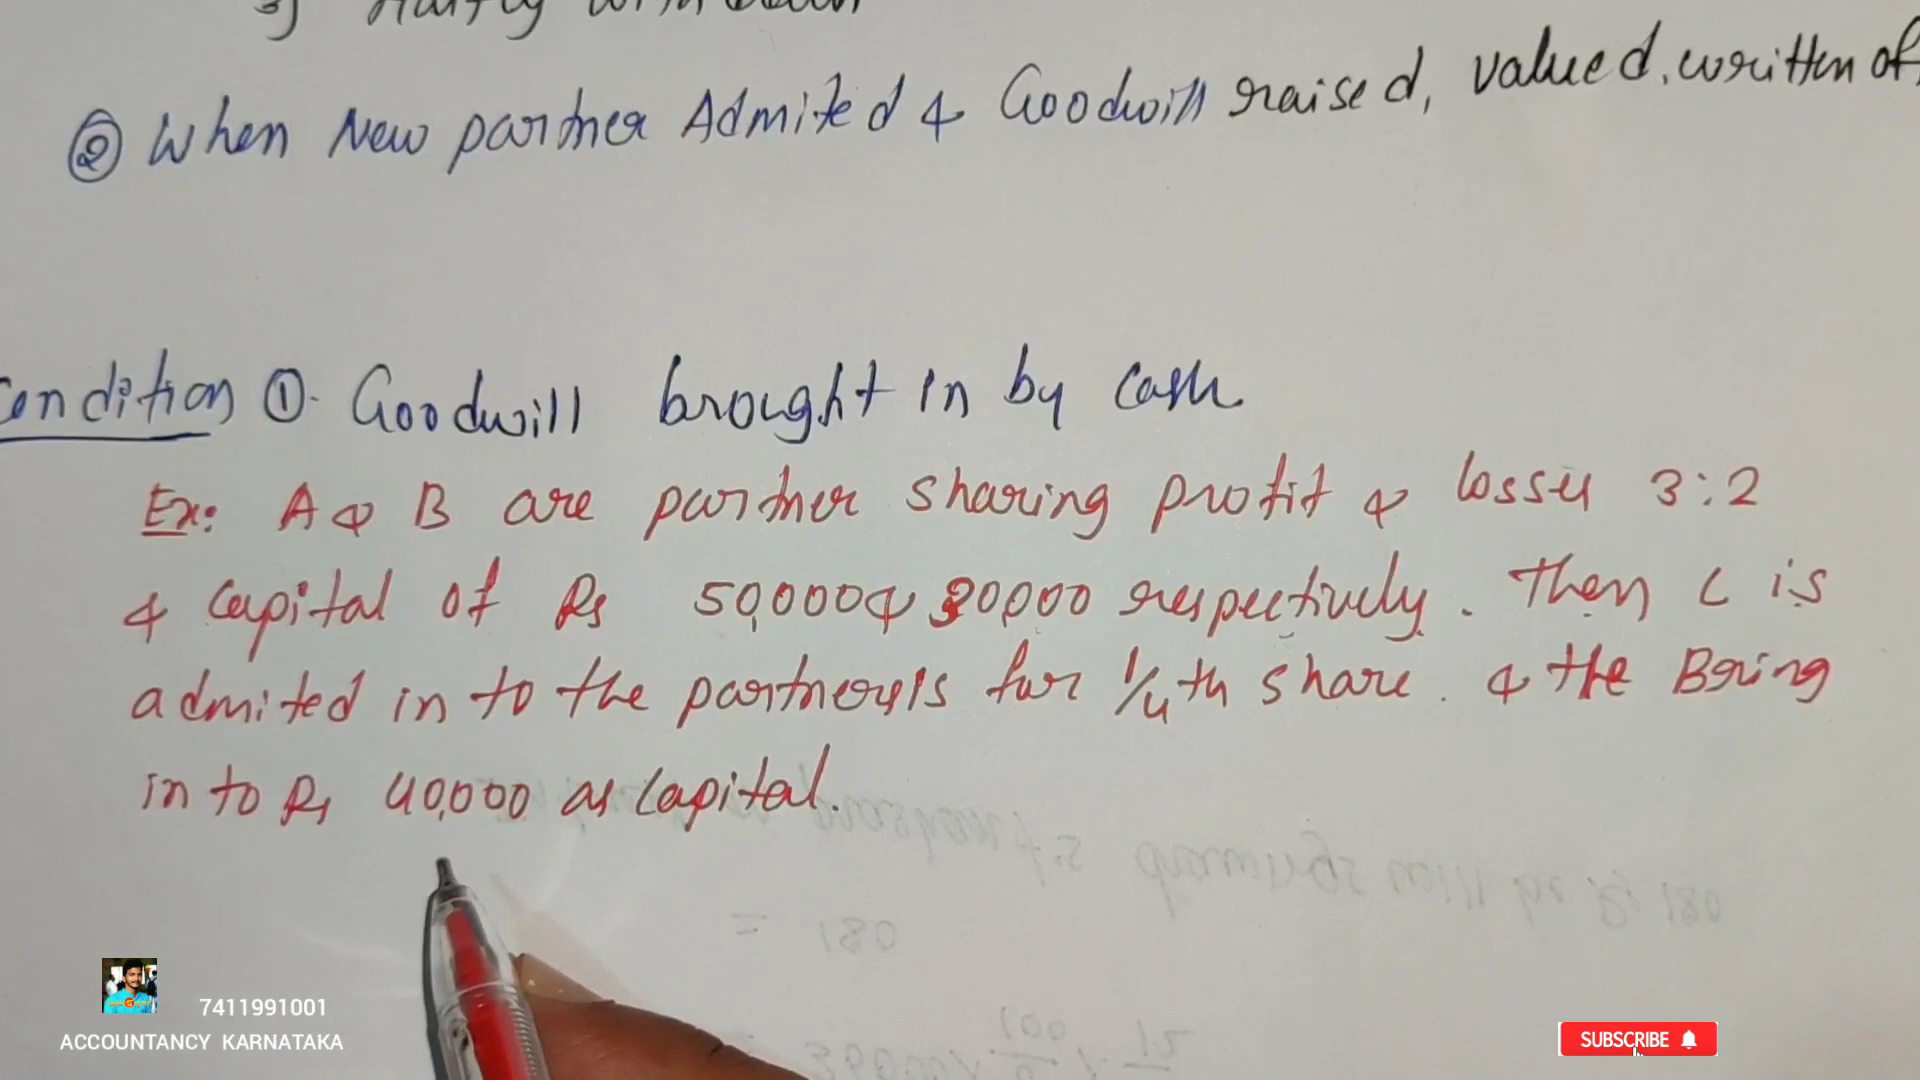 3)
② When New partner Admited & Goodwill raised, valued, written of
Condition ①. Goodwill brought in by cash
Ex: A & B are partner sharing profit & losses 3:2
& capital of Rs 50,000 & 30,000 respectively. Then C is
admited in to the partners for 1/4th share. & the Bring
in to Rs 40,000 as capital.
7411991001
ACCOUNTANCY KARNATAKA
SUBSCRIBE